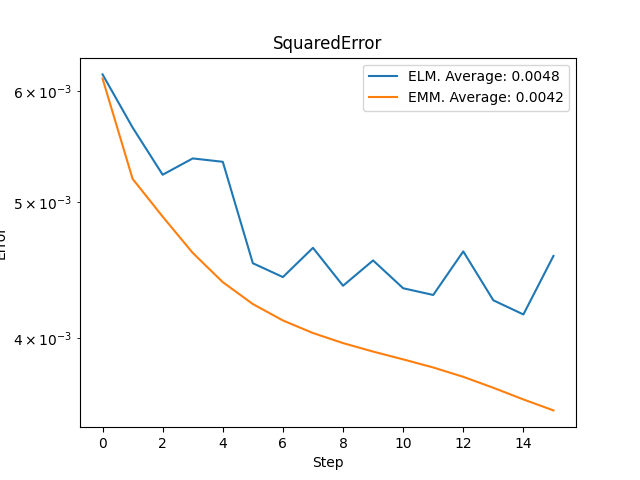 SquaredError
ELM. Average: 0.0048
EMM. Average: 0.0042
6 × 10⁻³
5 × 10⁻³
4 × 10⁻³
Error
0 2 4 6 8 10 12 14
Step